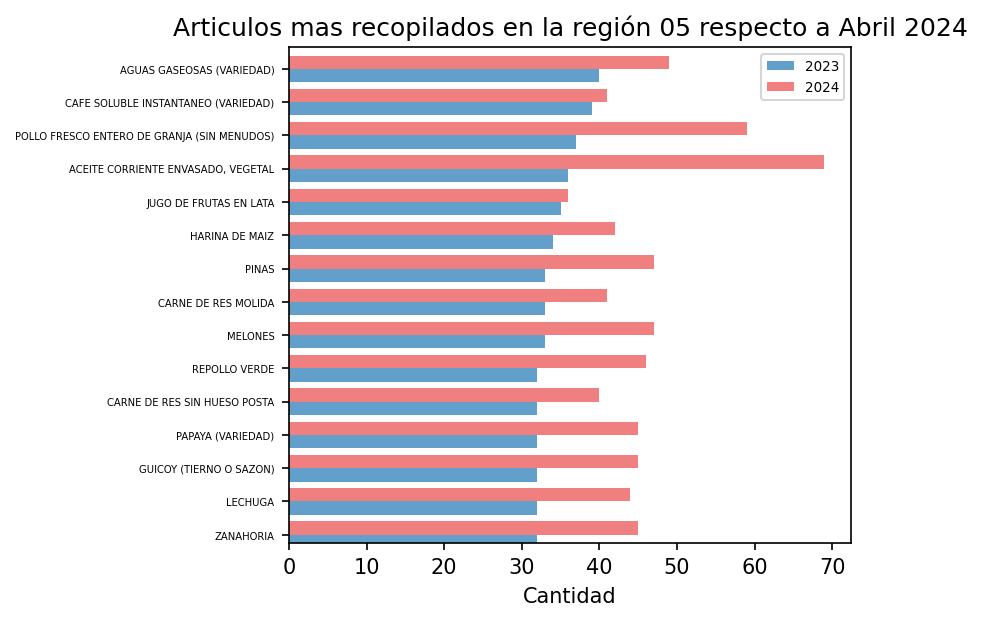 Articulos mas recopilados en la región 05 respecto a Abril 2024
2023
2024
AGUAS GASEOSAS (VARIEDAD)
CAFE SOLUBLE INSTANTANEO (VARIEDAD)
POLLO FRESCO ENTERO DE GRANJA (SIN MENUDOS)
ACEITE CORRIENTE ENVASADO, VEGETAL
JUGO DE FRUTAS EN LATA
HARINA DE MAIZ
PINAS
CARNE DE RES MOLIDA
MELONES
REPOLLO VERDE
CARNE DE RES SIN HUESO POSTA
PAPAYA (VARIEDAD)
GUICOY (TIERNO O SAZON)
LECHUGA
ZANAHORIA
0 10 20 30 40 50 60 70
Cantidad